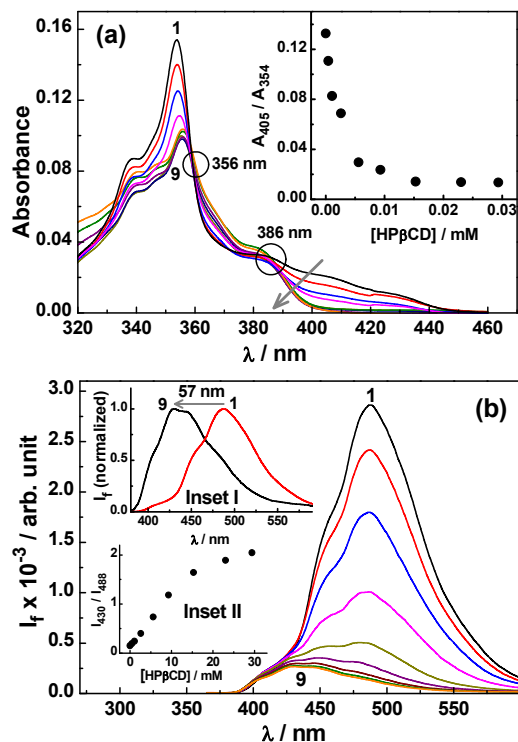 (a)
1
9
356 nm
386 nm
Absorbance
0.16
0.12
0.08
0.04
0.00
320 340 360 380 400 420 440 460
λ / nm
A405 / A354
0.12
0.08
0.04
0.00
0.00 0.01 0.02 0.03
[HPβCD] / mM
(b)
1
9
If x 10-3 / arb. unit
3.0
2.5
2.0
1.5
1.0
0.5
0.0
300 350 400 450 500 550
λ / nm
57 nm
9 1
If (normalized)
1.0
0.5
0.0
400 450 500 550
λ / nm
Inset I
I430 / I488
2
1
0
0 10 20 30
[HPβCD] / mM
Inset II